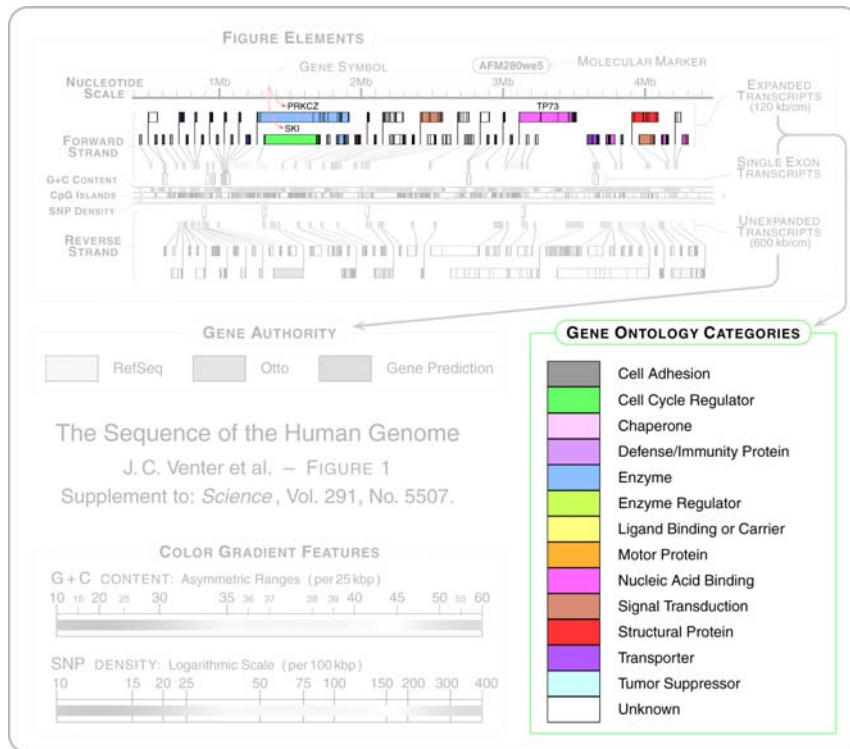 FIGURE ELEMENTS
GENE SYMBOL
AFM280we5
MOLECULAR MARKER
NUCLEOTIDE SCALE
1Mb 2Mb 3Mb 4Mb
EXPANDED TRANSCRIPTS (120 kb/cm)
PRKCZ
TP73
SKI
FORWARD STRAND
SINGLE EXON TRANSCRIPTS
G+C CONTENT
CPG ISLANDS
SNP DENSITY
UNEXPANDED TRANSCRIPTS (600 kb/cm)
REVERSE STRAND
GENE AUTHORITY
RefSeq Otto Gene Prediction
The Sequence of the Human Genome
J. C. Venter et al. – FIGURE 1
Supplement to: Science, Vol. 291, No. 5507.
COLOR GRADIENT FEATURES
G+C CONTENT: Asymmetric Ranges (per 25 kbp)
10 15 20 25 30 35 36 37 38 39 40 45 50 55 60
SNP DENSITY: Logarithmic Scale (per 100 kbp)
10 15 20 25 50 75 100 150 200 300 400
GENE ONTOLOGY CATEGORIES
Cell Adhesion
Cell Cycle Regulator
Chaperone
Defense/Immunity Protein
Enzyme
Enzyme Regulator
Ligand Binding or Carrier
Motor Protein
Nucleic Acid Binding
Signal Transduction
Structural Protein
Transporter
Tumor Suppressor
Unknown